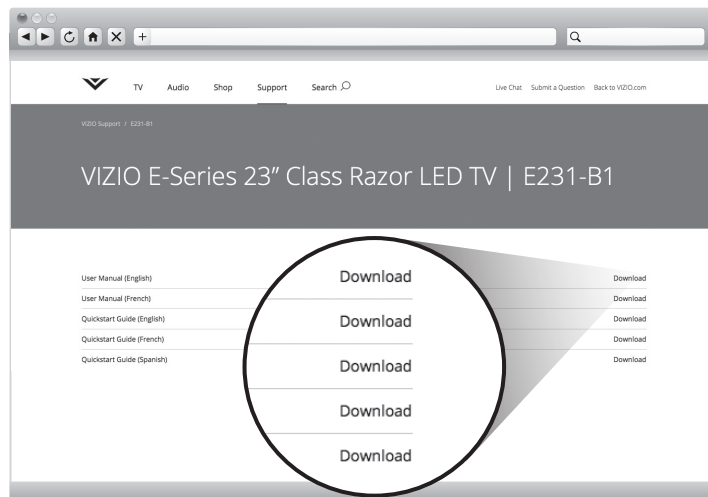 TV Audio Shop Support Search Live Chat Submit a Question Back to VIZIO.com
VIZIO Support / E231-B1
VIZIO E-Series 23” Class Razor LED TV | E231-B1
User Manual (English) Download
User Manual (French) Download
Quickstart Guide (English) Download
Quickstart Guide (French) Download
Quickstart Guide (Spanish) Download
Download
Download
Download
Download
Download